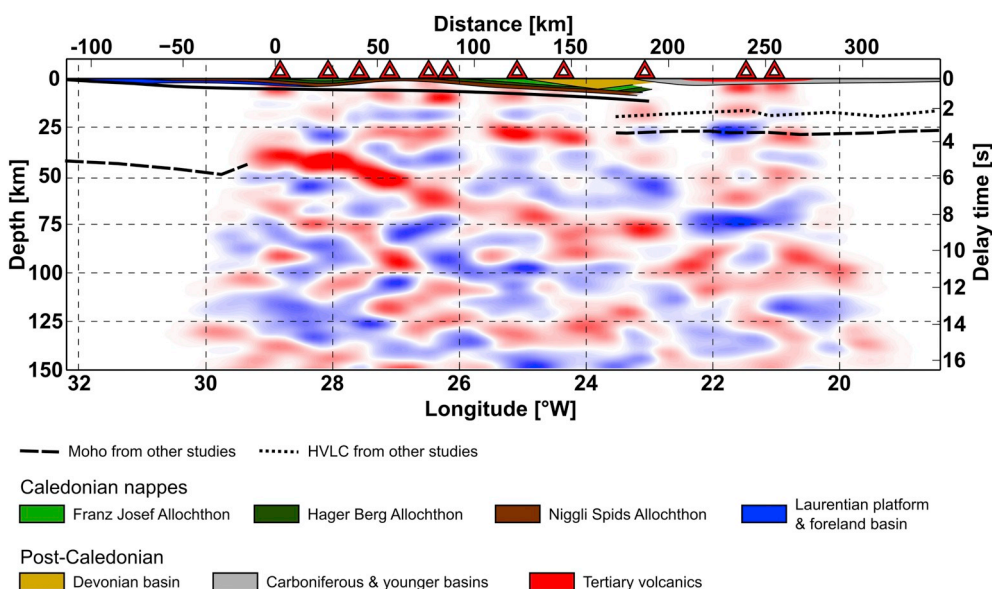 Distance [km]
-100 −50 0 50 100 150 200 250 300
0 0
25 2
50 4
75 6
100 8
125 10
150 12
14
16
Depth [km]
Delay time [s]
32 30 28 26 24 22 20
Longitude [°W]
Moho from other studies HVLC from other studies
Caledonian nappes
Franz Josef Allochthon Hager Berg Allochthon Niggli Spids Allochthon Laurentian platform
& foreland basin
Post-Caledonian
Devonian basin Carboniferous & younger basins Tertiary volcanics